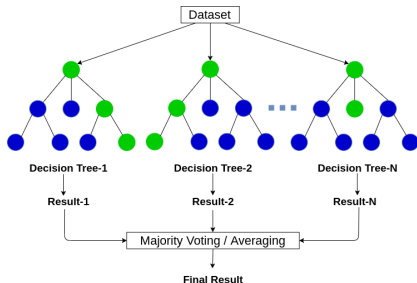 Dataset
Decision Tree-1
Decision Tree-2
Decision Tree-N
Result-1
Result-2
Result-N
Majority Voting / Averaging
Final Result